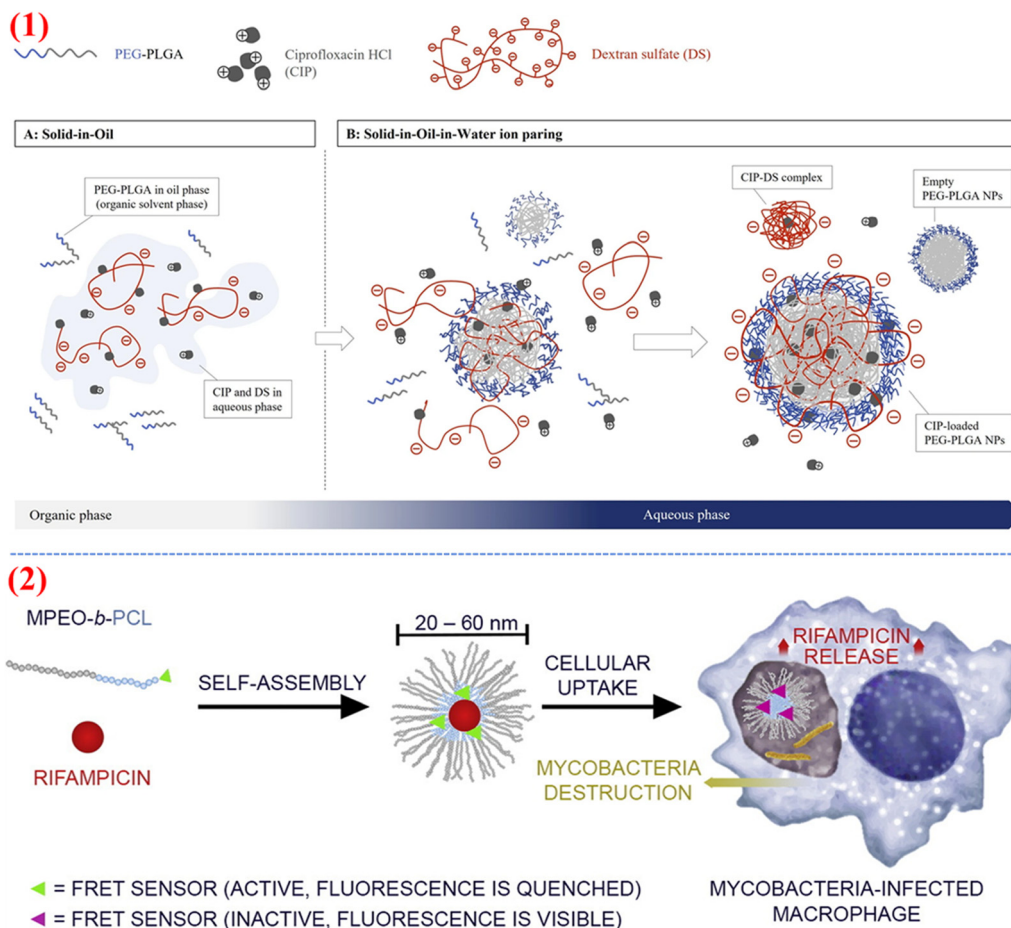 (1)
PEG-PLGA
Ciprofloxacin HCl
(CIP)
Dextran sulfate (DS)
A: Solid-in-Oil
B: Solid-in-Oil-in-Water ion paring
PEG-PLGA in oil phase
(organic solvent phase)
CIP and DS in
aqueous phase
CIP-DS complex
Empty
PEG-PLGA NPs
CIP-loaded
PEG-PLGA NPs
Organic phase
Aqueous phase
(2)
MPEO-b-PCL
RIFAMPICIN
SELF-ASSEMBLY
20 – 60 nm
CELLULAR
UPTAKE
RIFAMPICIN
RELEASE
MYCOBACTERIA
DESTRUCTION
= FRET SENSOR (ACTIVE, FLUORESCENCE IS QUENCHED)
= FRET SENSOR (INACTIVE, FLUORESCENCE IS VISIBLE)
MYCOBACTERIA-INFECTED
MACROPHAGE